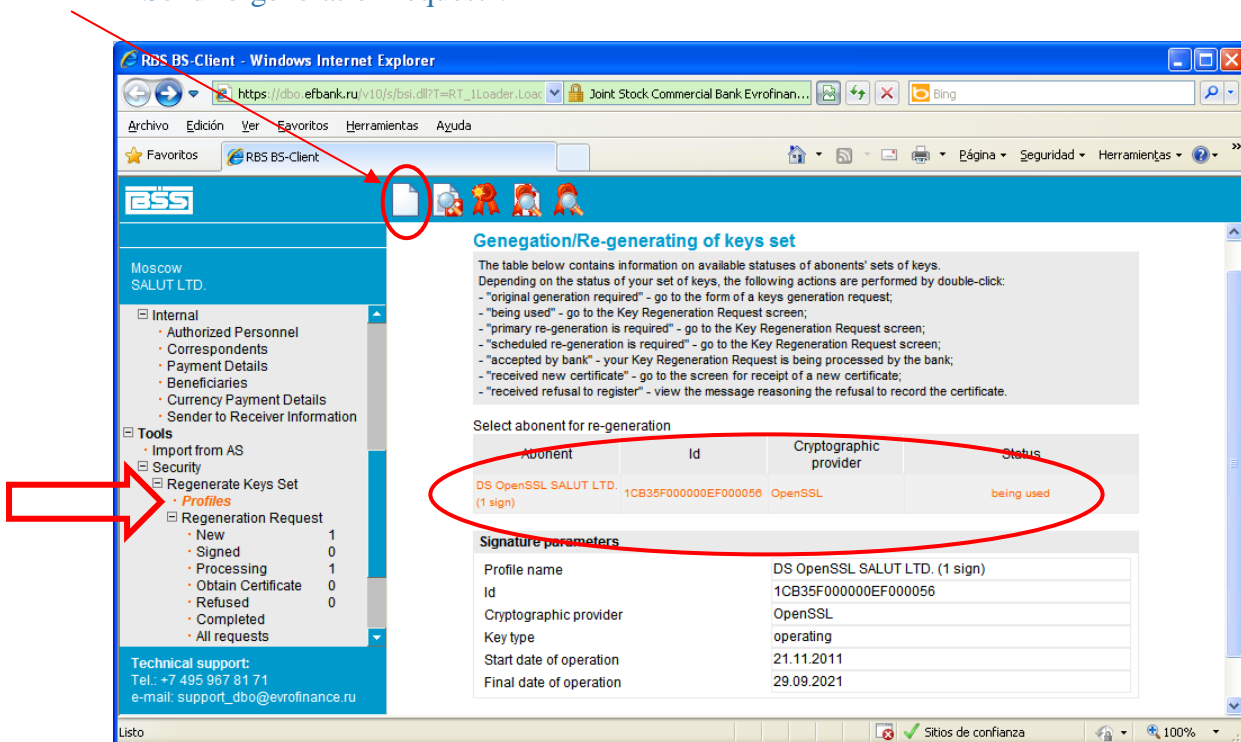 RBS BS-Client - Windows Internet Explorer
https://dbo.efbank.ru/v10/s/bsi.dll?T=RT_1Loader.Loac
Joint Stock Commercial Bank Evrofinan...
Bing
Archivo Edición Ver Favoritos Herramientas Ayuda
Favoritos
RBS BS-Client
Página
Seguridad
Herramientas
»
BSS
Moscow
SALUT LTD.
Internal
Authorized Personnel
Correspondents
Payment Details
Beneficiaries
Currency Payment Details
Sender to Receiver Information
Tools
Import from AS
Security
Regenerate Keys Set
Profiles
Regeneration Request
New 1
Signed 0
Processing 1
Obtain Certificate 0
Refused 0
Completed
All requests
Technical support:
Tel.: +7 495 967 81 71
e-mail: support_dbo@evrofinance.ru
Genegation/Re-generating of keys set
The table below contains information on available statuses of abonents' sets of keys.
Depending on the status of your set of keys, the following actions are performed by double-click:
- "original generation required" - go to the form of a keys generation request;
- "being used" - go to the Key Regeneration Request screen;
- "primary re-generation is required" - go to the Key Regeneration Request screen;
- "scheduled re-generation is required" - go to the Key Regeneration Request screen;
- "accepted by bank" - your Key Regeneration Request is being processed by the bank;
- "received new certificate" - go to the screen for receipt of a new certificate;
- "received refusal to register" - view the message reasoning the refusal to record the certificate.
Select abonent for re-generation
Abonent Id Cryptographic provider Status
DS OpenSSL SALUT LTD. (1 sign) 1CB35F000000EF000056 OpenSSL being used
Signature parameters
Profile name DS OpenSSL SALUT LTD. (1 sign)
Id 1CB35F000000EF000056
Cryptographic provider OpenSSL
Key type operating
Start date of operation 21.11.2011
Final date of operation 29.09.2021
Listo
Sitios de confianza
100%